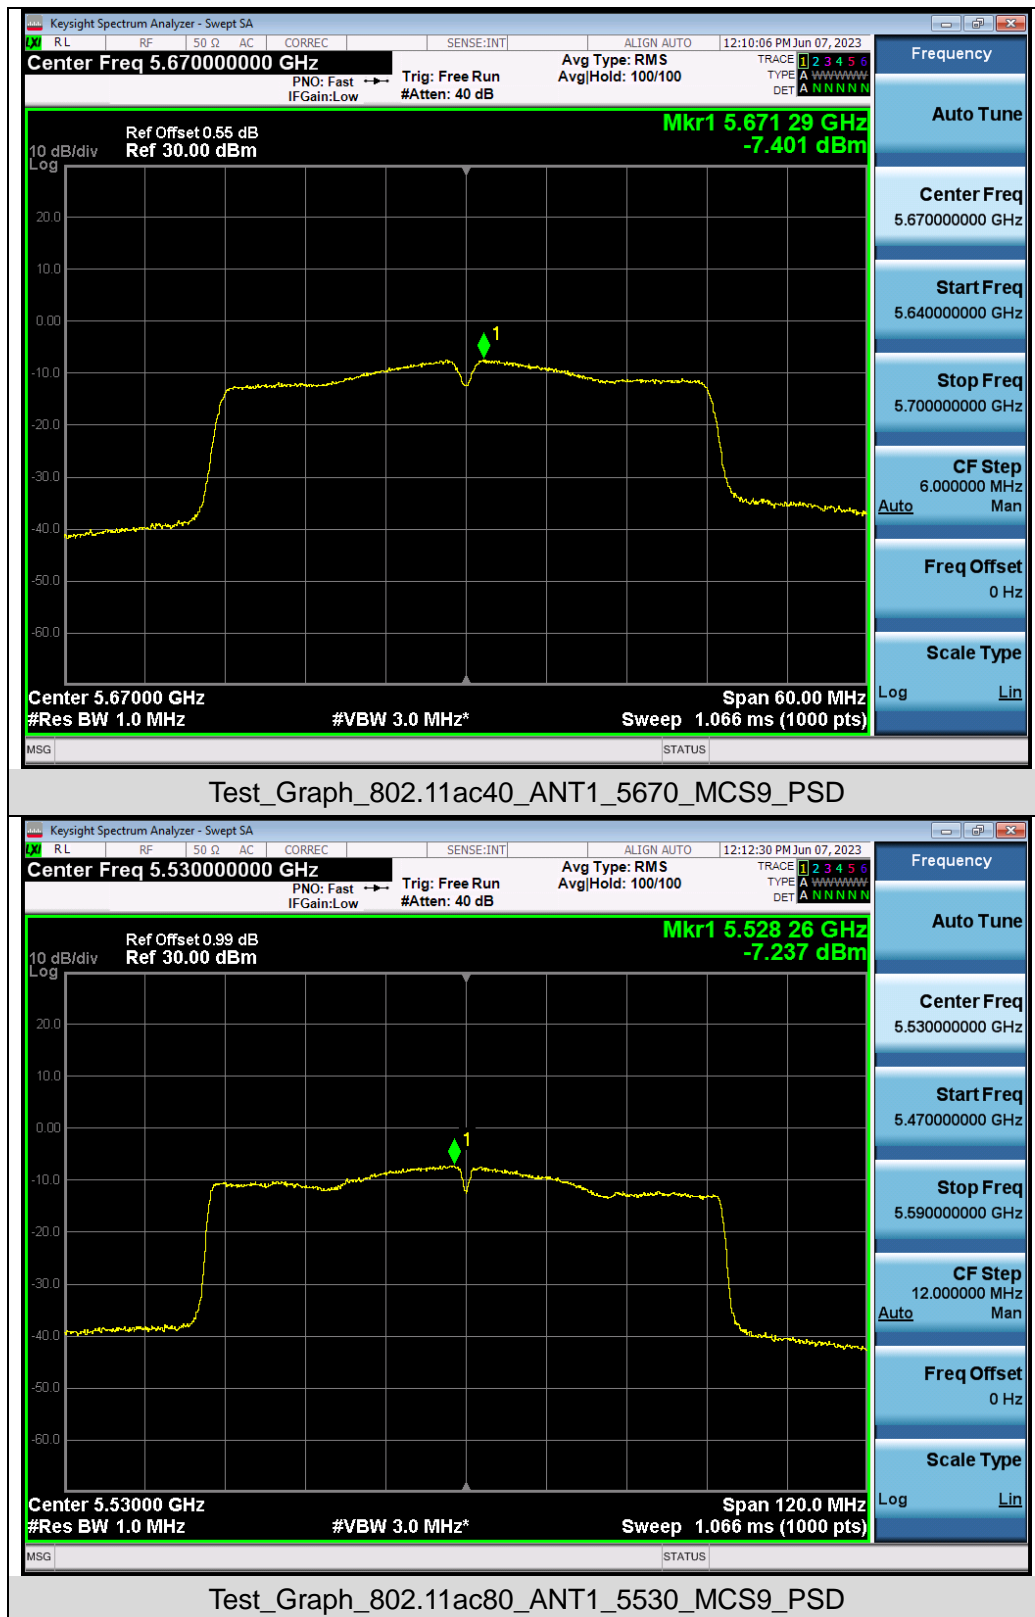 Keysight Spectrum Analyzer - Swept SA
LXI RL RF 50 Ω AC CORREC SENSE:INT ALIGN AUTO 12:10:06 PM Jun 07, 2023
Center Freq 5.670000000 GHz
PNO: Fast
IFGain:Low
Trig: Free Run
#Atten: 40 dB
Avg Type: RMS
Avg|Hold: 100/100
TRACE 1 2 3 4 5 6
TYPE A WWWWW
DET A N N N N N
Ref Offset 0.55 dB
10 dB/div Ref 30.00 dBm
Log
Mkr1 5.671 29 GHz
-7.401 dBm
20.0
10.0
0.00
-10.0
-20.0
-30.0
-40.0
-50.0
-60.0
1
Center 5.67000 GHz
Span 60.00 MHz
#Res BW 1.0 MHz
#VBW 3.0 MHz*
Sweep 1.066 ms (1000 pts)
MSG
STATUS
Frequency
Auto Tune
Center Freq
5.670000000 GHz
Start Freq
5.640000000 GHz
Stop Freq
5.700000000 GHz
CF Step
6.000000 MHz
Auto Man
Freq Offset
0 Hz
Scale Type
Log Lin
Test_Graph_802.11ac40_ANT1_5670_MCS9_PSD
Keysight Spectrum Analyzer - Swept SA
LXI RL RF 50 Ω AC CORREC SENSE:INT ALIGN AUTO 12:12:30 PM Jun 07, 2023
Center Freq 5.530000000 GHz
PNO: Fast
IFGain:Low
Trig: Free Run
#Atten: 40 dB
Avg Type: RMS
Avg|Hold: 100/100
TRACE 1 2 3 4 5 6
TYPE A WWWWW
DET A N N N N N
Ref Offset 0.99 dB
10 dB/div Ref 30.00 dBm
Log
Mkr1 5.528 26 GHz
-7.237 dBm
20.0
10.0
0.00
-10.0
-20.0
-30.0
-40.0
-50.0
-60.0
1
Center 5.53000 GHz
Span 120.0 MHz
#Res BW 1.0 MHz
#VBW 3.0 MHz*
Sweep 1.066 ms (1000 pts)
MSG
STATUS
Frequency
Auto Tune
Center Freq
5.530000000 GHz
Start Freq
5.470000000 GHz
Stop Freq
5.590000000 GHz
CF Step
12.000000 MHz
Auto Man
Freq Offset
0 Hz
Scale Type
Log Lin
Test_Graph_802.11ac80_ANT1_5530_MCS9_PSD